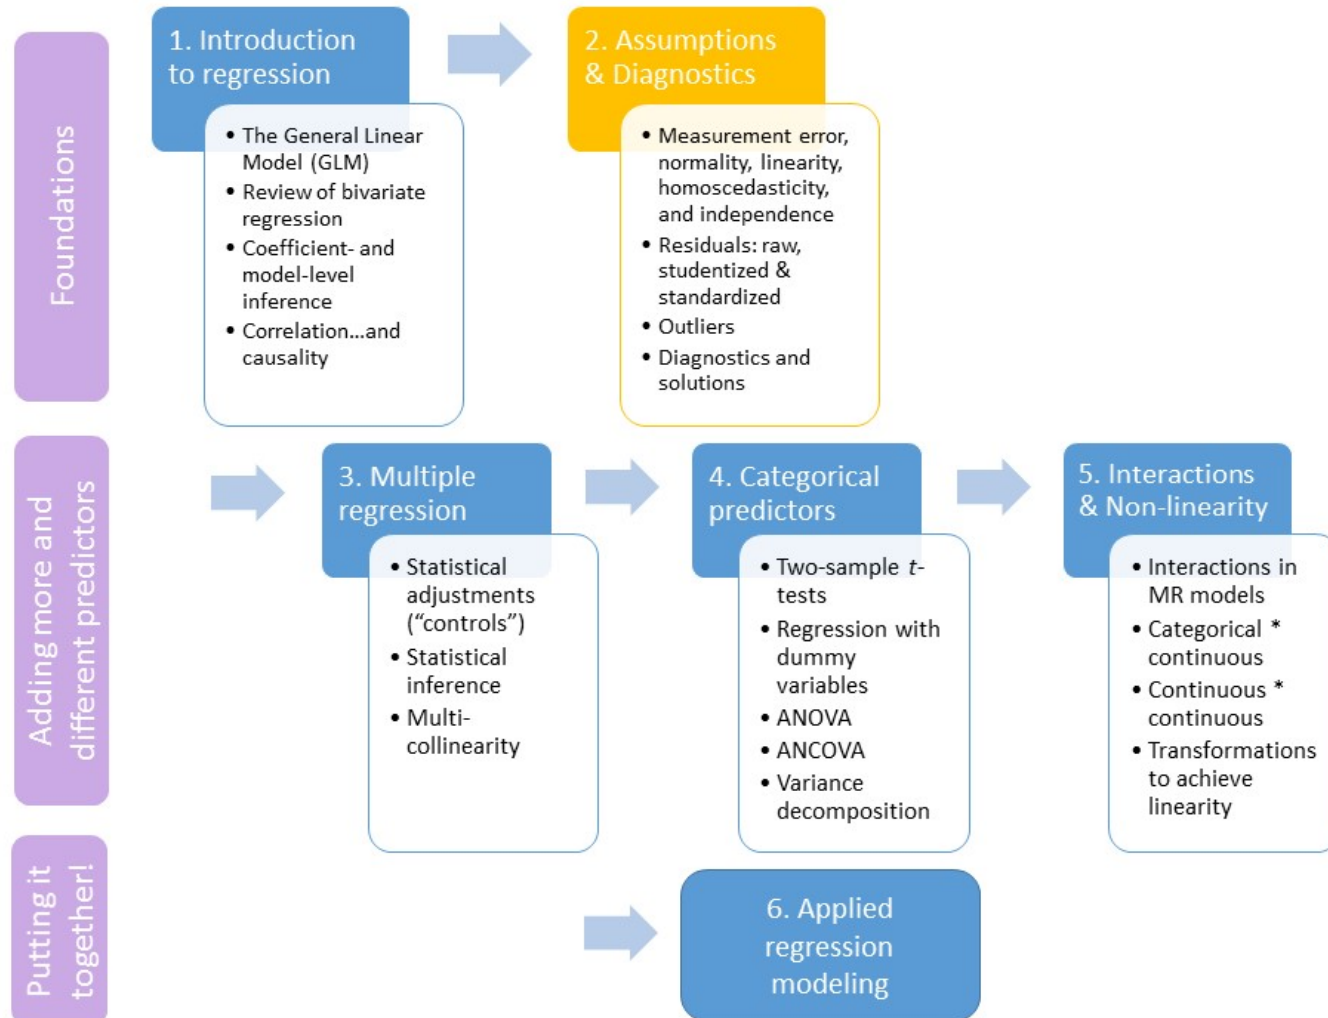 Foundations
1. Introduction
to regression
• The General Linear
Model (GLM)
• Review of bivariate
regression
• Coefficient- and
model-level
inference
• Correlation...and
causality
2. Assumptions
& Diagnostics
• Measurement error,
normality, linearity,
homoscedasticity,
and independence
• Residuals: raw,
studentized &
standardized
• Outliers
• Diagnostics and
solutions
Adding more and
different predictors
3. Multiple
regression
• Statistical
adjustments
(“controls”)
• Statistical
inference
• Multi-
collinearity
4. Categorical
predictors
• Two-sample t-
tests
• Regression with
dummy
variables
• ANOVA
• ANCOVA
• Variance
decomposition
5. Interactions
& Non-linearity
• Interactions in
MR models
• Categorical *
continuous
• Continuous *
continuous
• Transformations
to achieve
linearity
Putting it
together!
6. Applied
regression
modeling